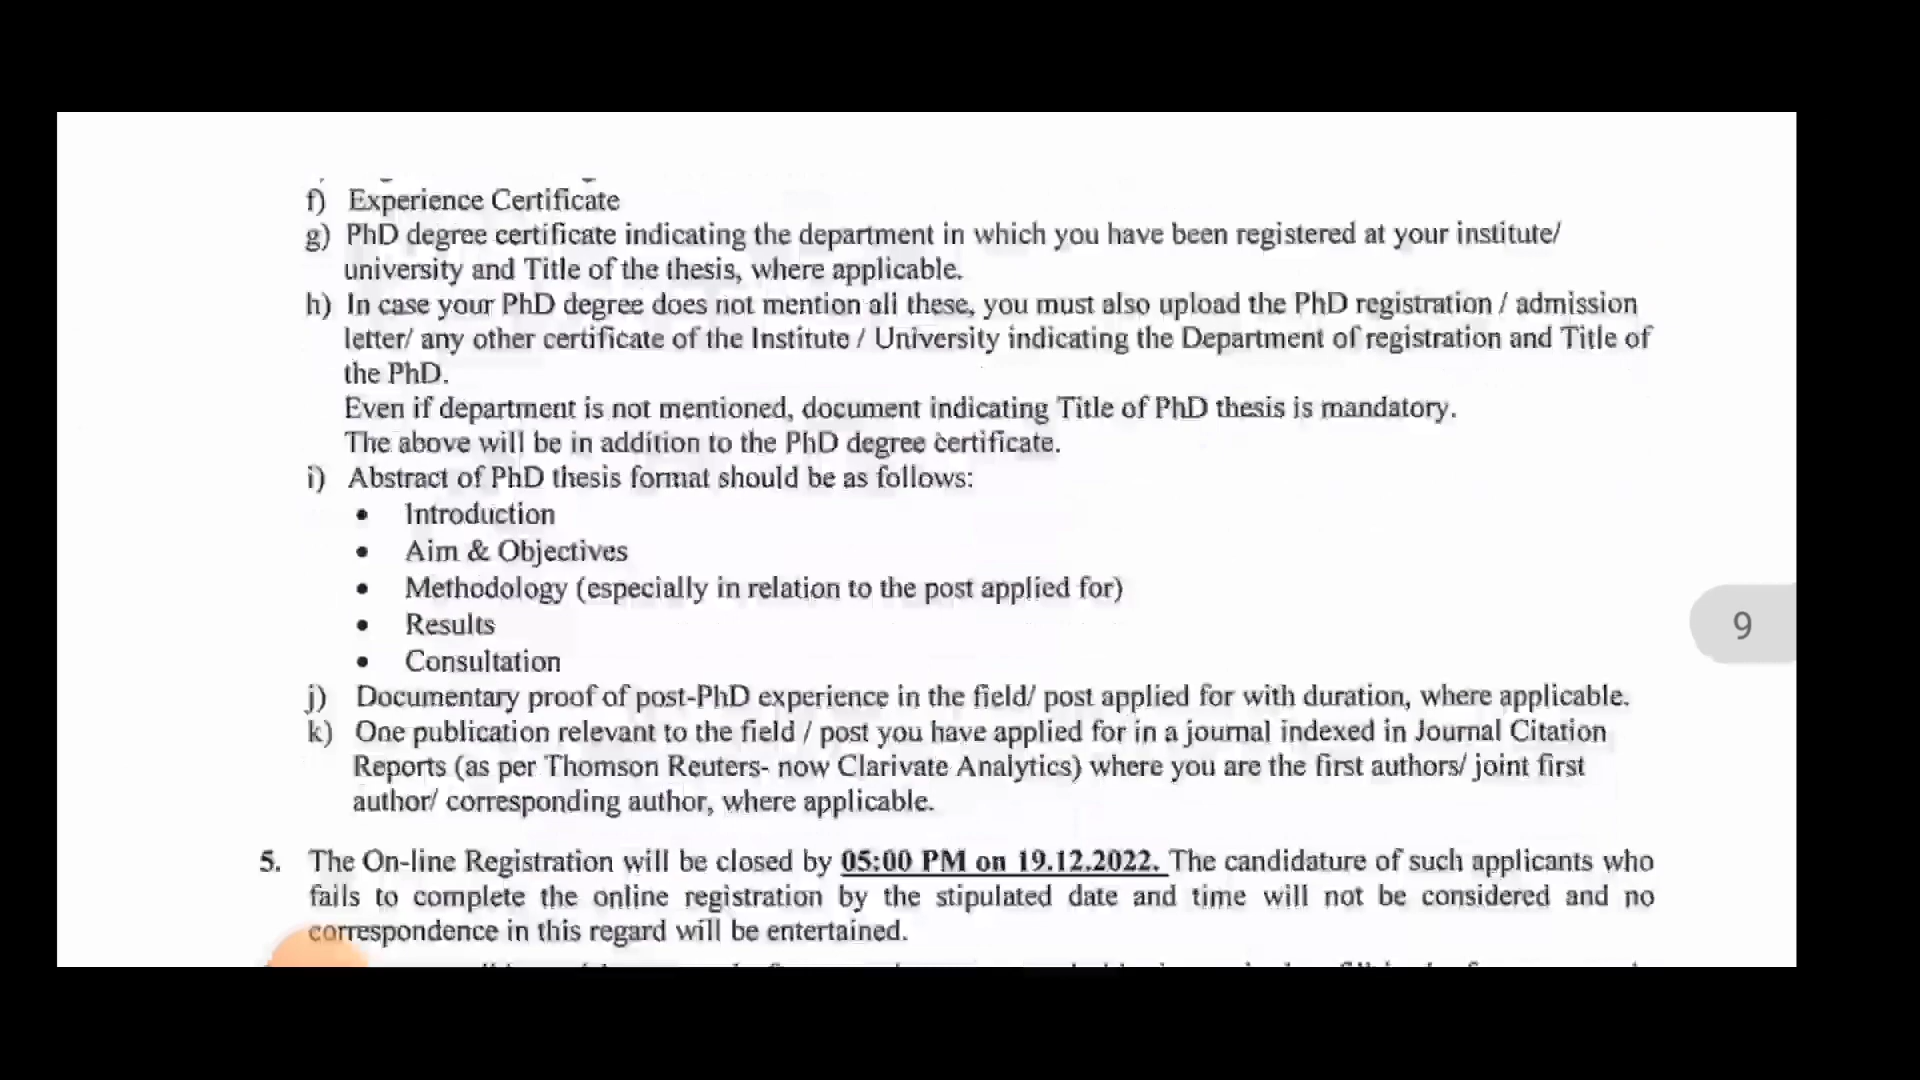 f) Experience Certificate
g) PhD degree certificate indicating the department in which you have been registered at your institute/
university and Title of the thesis, where applicable.
h) In case your PhD degree does not mention all these, you must also upload the PhD registration / admission
letter/ any other certificate of the Institute / University indicating the Department of registration and Title of
the PhD.
Even if department is not mentioned, document indicating Title of PhD thesis is mandatory.
The above will be in addition to the PhD degree certificate.
i) Abstract of PhD thesis format should be as follows:
• Introduction
• Aim & Objectives
• Methodology (especially in relation to the post applied for)
• Results
• Consultation
9
j) Documentary proof of post-PhD experience in the field/ post applied for with duration, where applicable.
k) One publication relevant to the field / post you have applied for in a journal indexed in Journal Citation
Reports (as per Thomson Reuters- now Clarivate Analytics) where you are the first authors/ joint first
author/ corresponding author, where applicable.
5. The On-line Registration will be closed by 05:00 PM on 19.12.2022. The candidature of such applicants who
fails to complete the online registration by the stipulated date and time will not be considered and no
correspondence in this regard will be entertained.